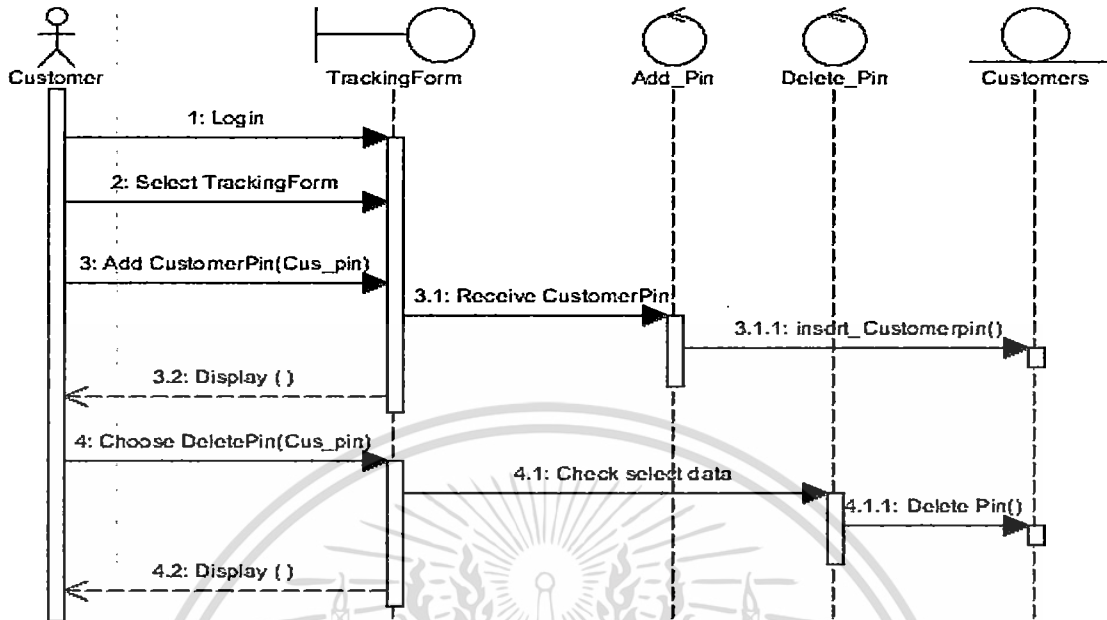 Customer
TrackingForm
Add_Pin
Delete_Pin
Customers
1: Login
2: Select TrackingForm
3: Add CustomerPin(Cus_pin)
3.1: Receive CustomerPin
3.1.1: insert_Customerpin()
3.2: Display ( )
4: Choose DeletePin(Cus_pin)
4.1: Check select data
4.1.1: Delete Pin()
4.2: Display ( )